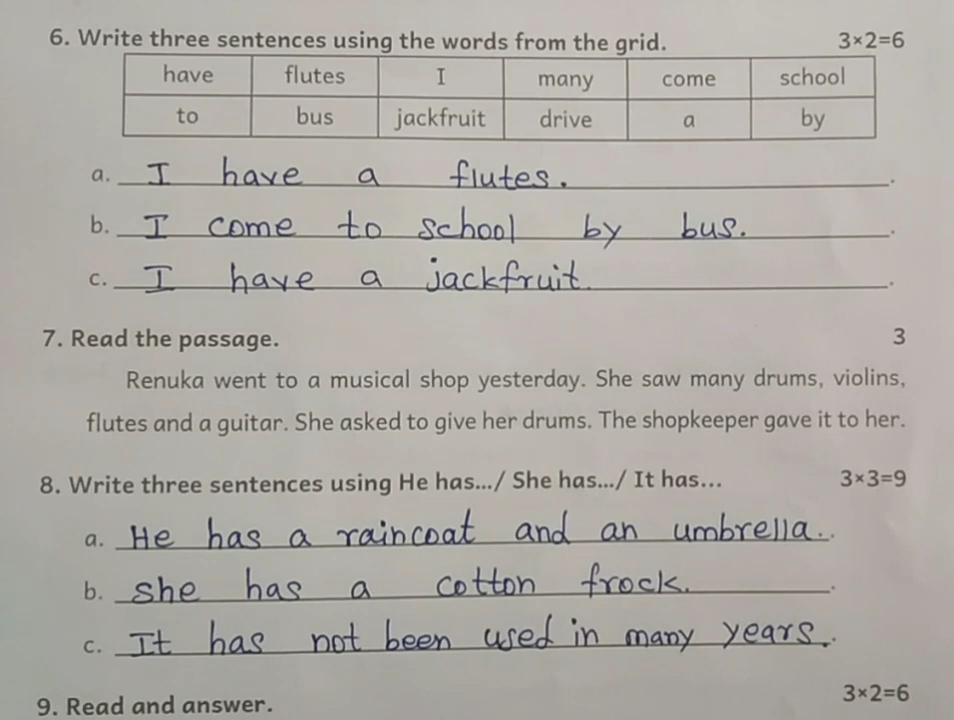 6. Write three sentences using the words from the grid. 3×2=6
have flutes I many come school
to bus jackfruit drive a by
a. I have a flutes.
b. I come to school by bus.
c. I have a jackfruit.
7. Read the passage. 3
Renuka went to a musical shop yesterday. She saw many drums, violins,
flutes and a guitar. She asked to give her drums. The shopkeeper gave it to her.
8. Write three sentences using He has.../ She has.../ It has... 3×3=9
a. He has a raincoat and an umbrella.
b. she has a cotton frock.
c. It has not been used in many years.
9. Read and answer. 3×2=6